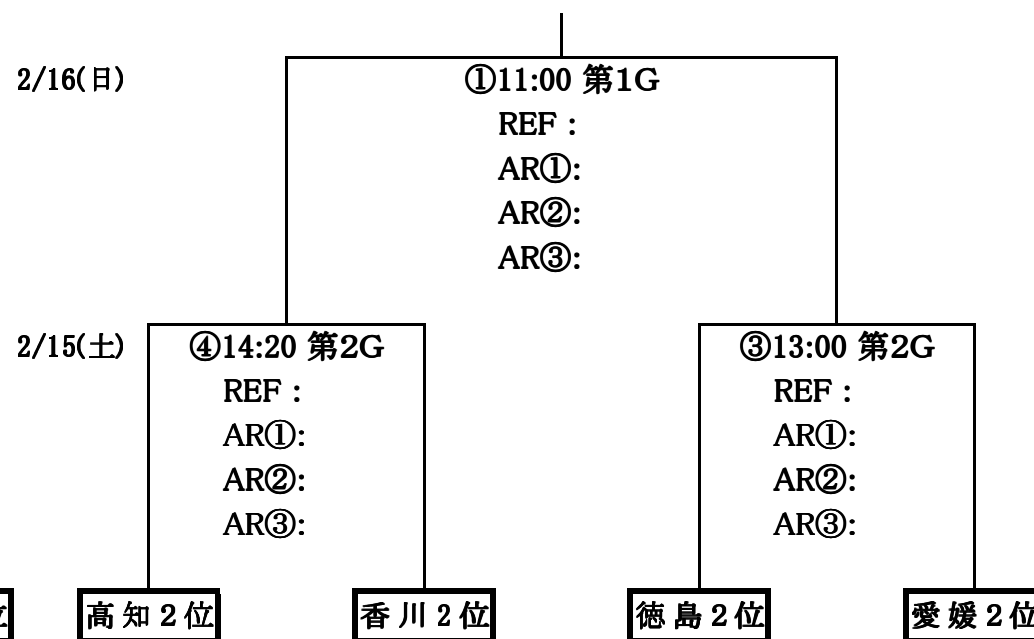 2/16(日)
①11:00 第1G
REF：
AR①:
AR②:
AR③:
2/15(土)
④14:20 第2G
REF：
AR①:
AR②:
AR③:
③13:00 第2G
REF：
AR①:
AR②:
AR③:
位
高知2位
香川2位
徳島2位
愛媛2位